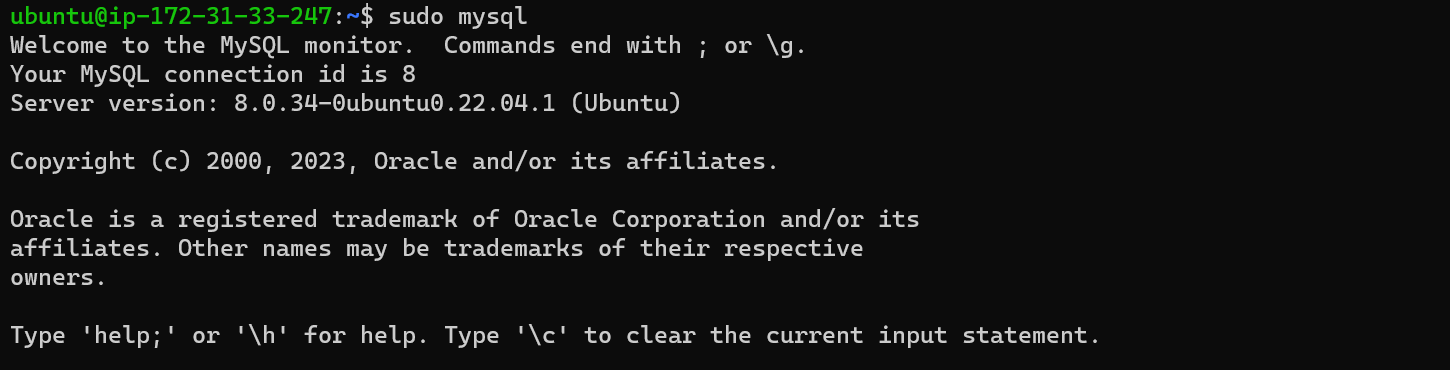 ubuntu@ip-172-31-33-247:~$ sudo mysql
Welcome to the MySQL monitor.  Commands end with ; or \g.
Your MySQL connection id is 8
Server version: 8.0.34-0ubuntu0.22.04.1 (Ubuntu)
Copyright (c) 2000, 2023, Oracle and/or its affiliates.
Oracle is a registered trademark of Oracle Corporation and/or its
affiliates. Other names may be trademarks of their respective
owners.
Type 'help;' or '\h' for help. Type '\c' to clear the current input statement.